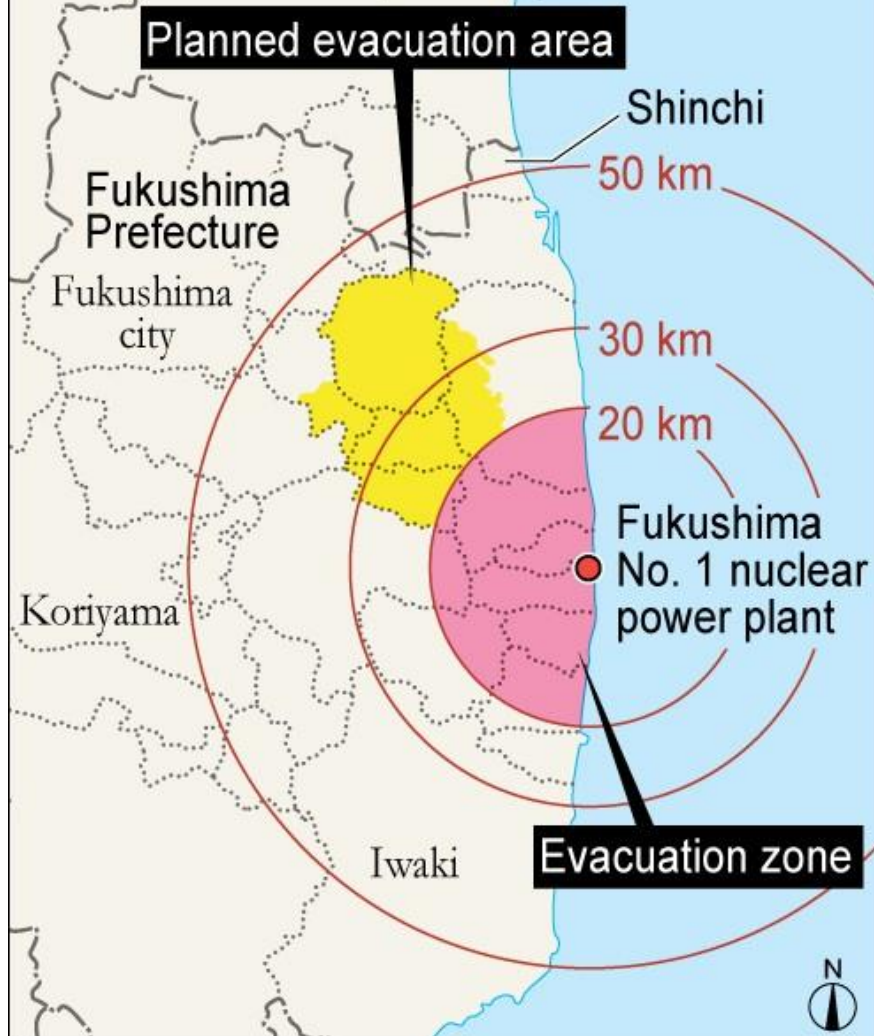 Planned evacuation area
Shinchi
50 km
Fukushima
Prefecture
Fukushima
city
30 km
20 km
Fukushima
No. 1 nuclear
power plant
Koriyama
Iwaki
Evacuation zone
N